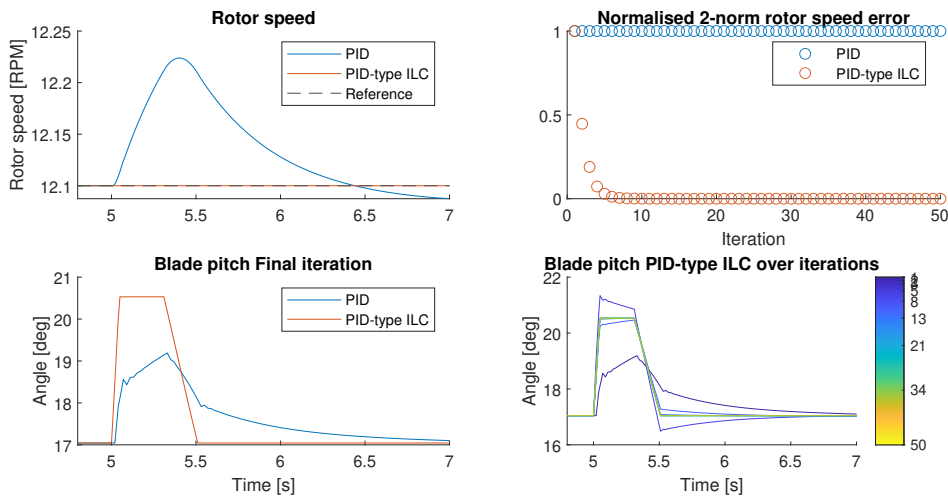 Rotor speed
12.25
12.2
12.15
12.1
Rotor speed [RPM]
5
5.5
6
6.5
7
PID
PID-type ILC
Reference
Normalised 2-norm rotor speed error
1
0.5
0
0
10
20
30
40
50
Iteration
PID
PID-type ILC
Blade pitch Final iteration
21
20
19
18
17
Angle [deg]
5
5.5
6
6.5
7
Time [s]
PID
PID-type ILC
Blade pitch PID-type ILC over iterations
22
20
18
16
Angle [deg]
5
5.5
6
6.5
7
Time [s]
5
8
13
21
34
50